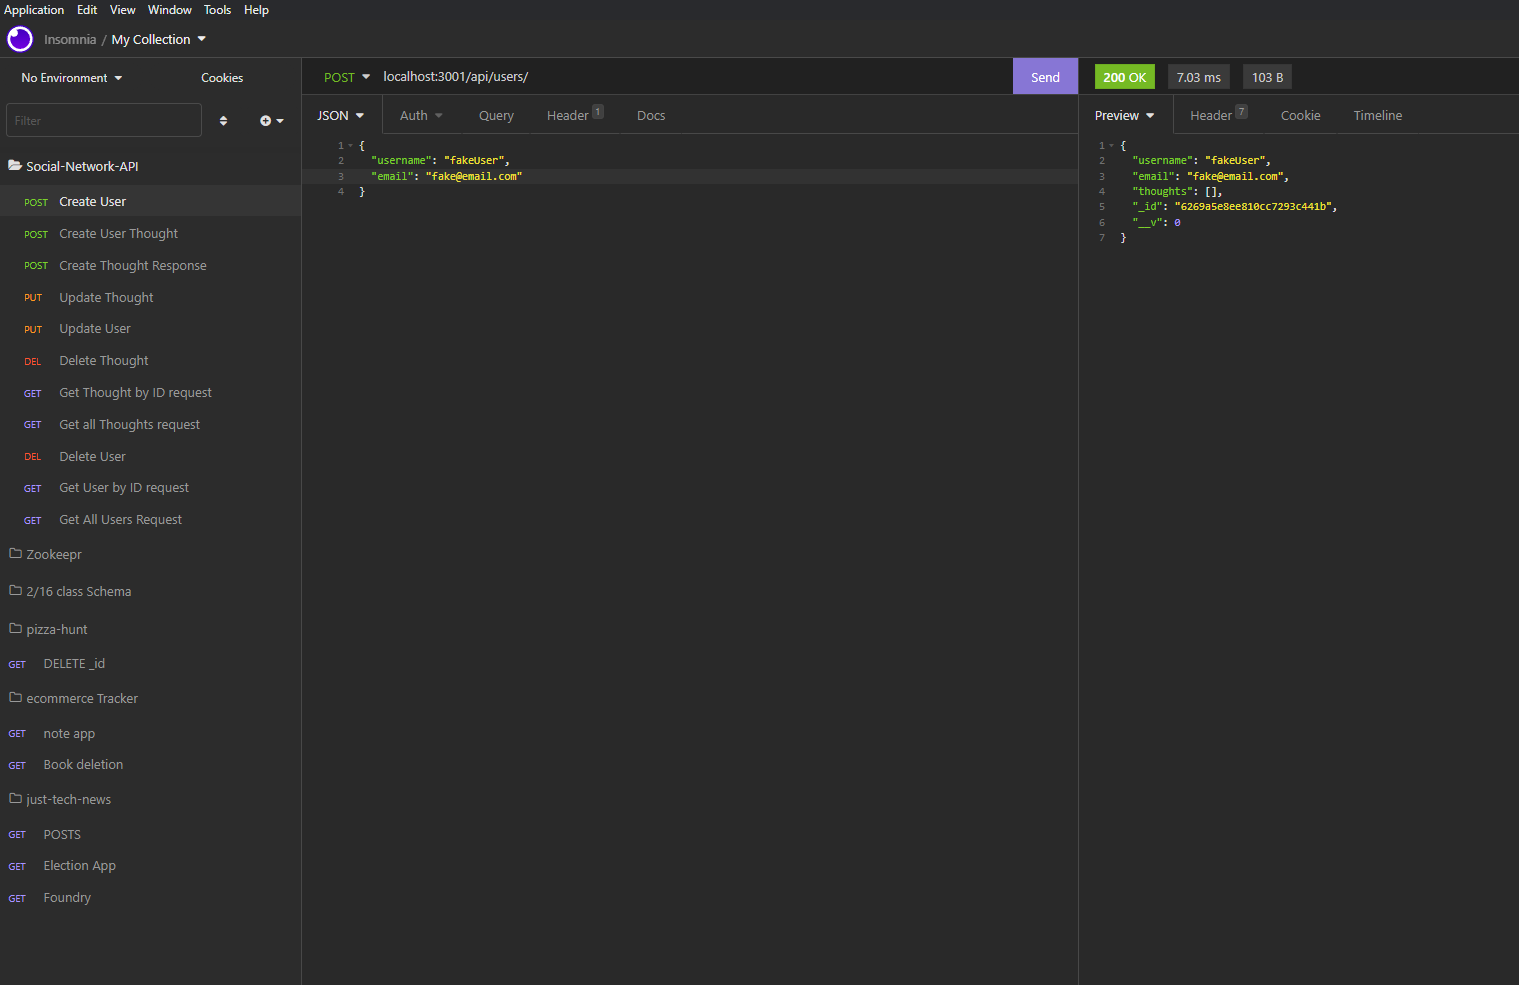 Application Edit View Window Tools Help
Insomnia / My Collection
No Environment Cookies
Filter
Social-Network-API
POST Create User
POST Create User Thought
POST Create Thought Response
PUT Update Thought
PUT Update User
DEL Delete Thought
GET Get Thought by ID request
GET Get all Thoughts request
DEL Delete User
GET Get User by ID request
GET Get All Users Request
Zookeepr
2/16 class Schema
pizza-hunt
GET DELETE _id
ecommerce Tracker
GET note app
GET Book deletion
just-tech-news
GET POSTS
GET Election App
GET Foundry
POST localhost:3001/api/users/ Send
JSON Auth Query Header 1 Docs
1 {
2 "username": "fakeUser",
3 "email": "fake@email.com"
4 }
200 OK 7.03 ms 103 B
Preview Header 7 Cookie Timeline
1 {
2 "username": "fakeUser",
3 "email": "fake@email.com",
4 "thoughts": [],
5 "_id": "6269a5e8ee810cc7293c441b",
6 "__v": 0
7 }